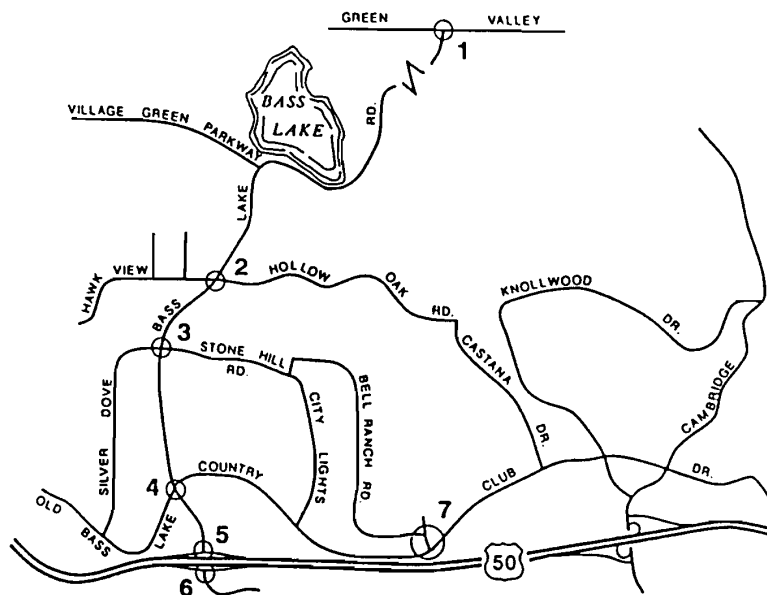 GREEN VALLEY
1
BASS
LAKE
RD.
VILLAGE GREEN PARKWAY
LAKE
HAWK VIEW
2
HOLLOW OAK RD.
KNOLLWOOD DR.
BASS
3
STONE HILL
RD.
CASTANA DR.
CAMBRIDGE
SILVER DOVE
CITY LIGHTS
BELL RANCH RD.
4
COUNTRY CLUB DR.
7
OLD BASS LAKE
5
50
6